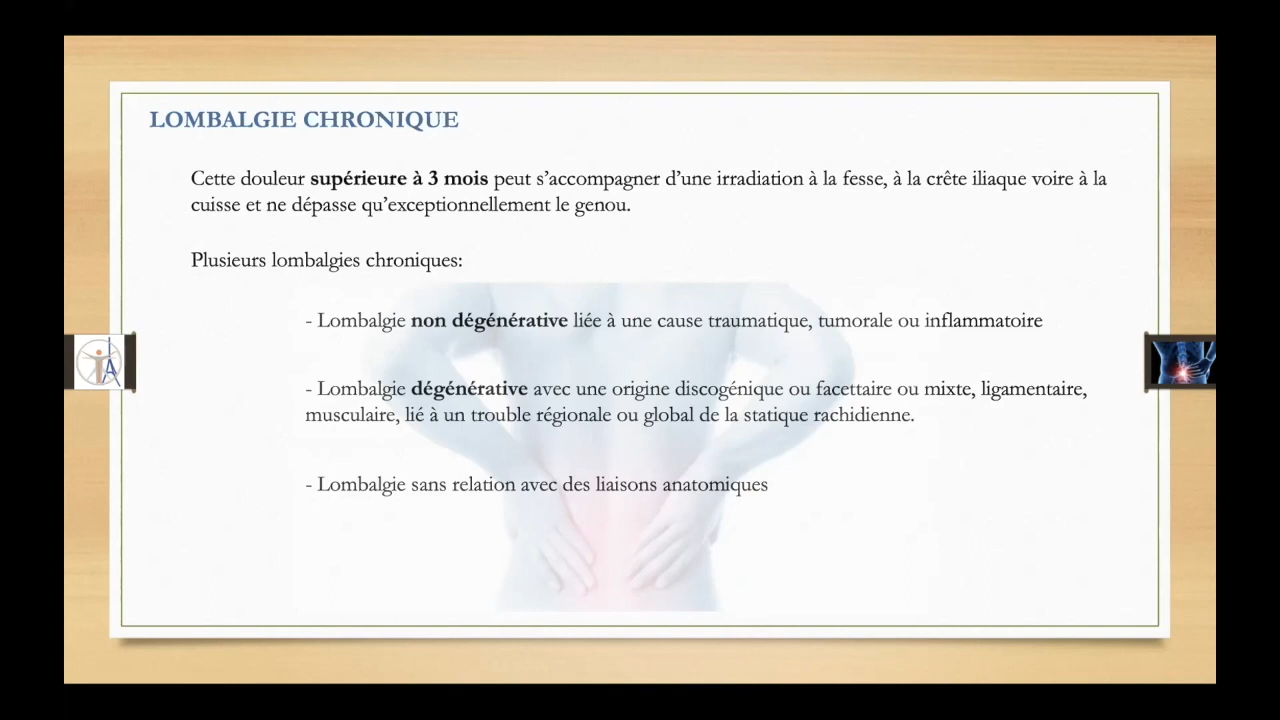 LOMBALGIE CHRONIQUE
Cette douleur supérieure à 3 mois peut s’accompagner d’une irradiation à la fesse, à la crête iliaque voire à la
cuisse et ne dépasse qu’exceptionnellement le genou.
Plusieurs lombalgies chroniques:
- Lombalgie non dégénérative liée à une cause traumatique, tumorale ou inflammatoire
- Lombalgie dégénérative avec une origine discogénique ou facettaire ou mixte, ligamentaire,
musculaire, lié à un trouble régionale ou global de la statique rachidienne.
- Lombalgie sans relation avec des liaisons anatomiques